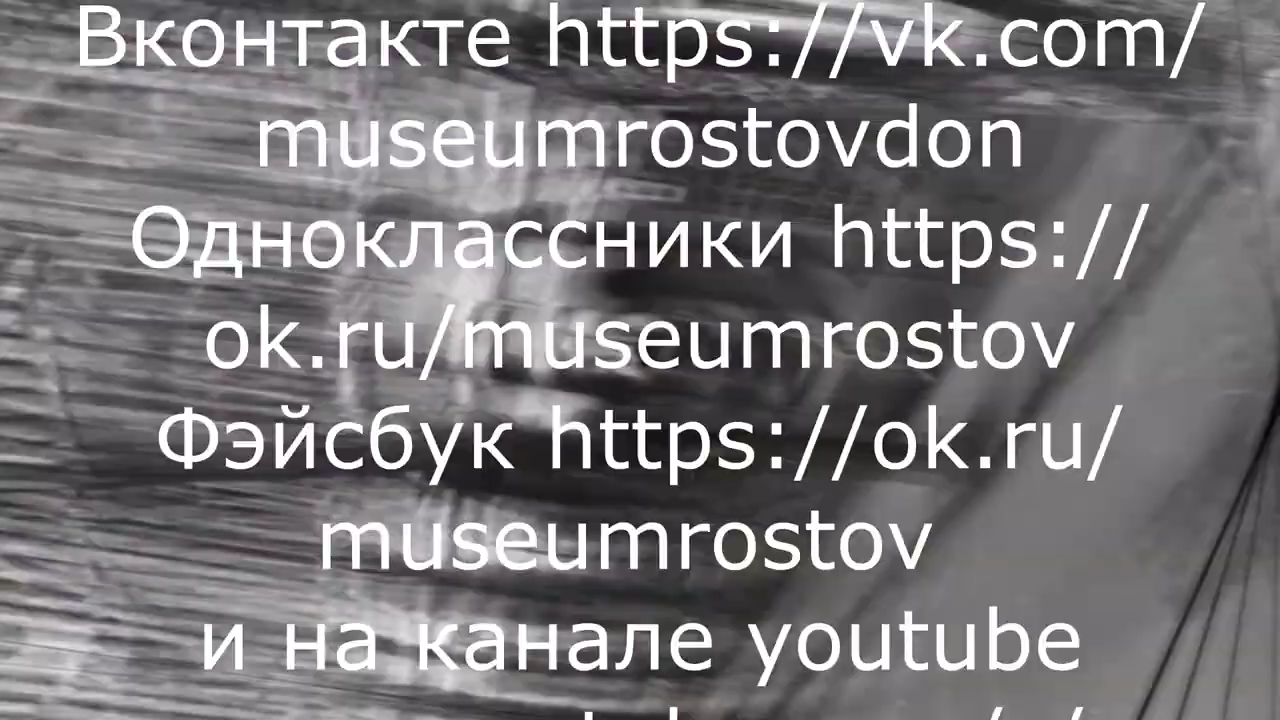 Вконтакте https://vk.com/
museumrostovdon
Одноклассники https://
ok.ru/museumrostov
Фэйсбук https://ok.ru/
museumrostov
и на канале youtube